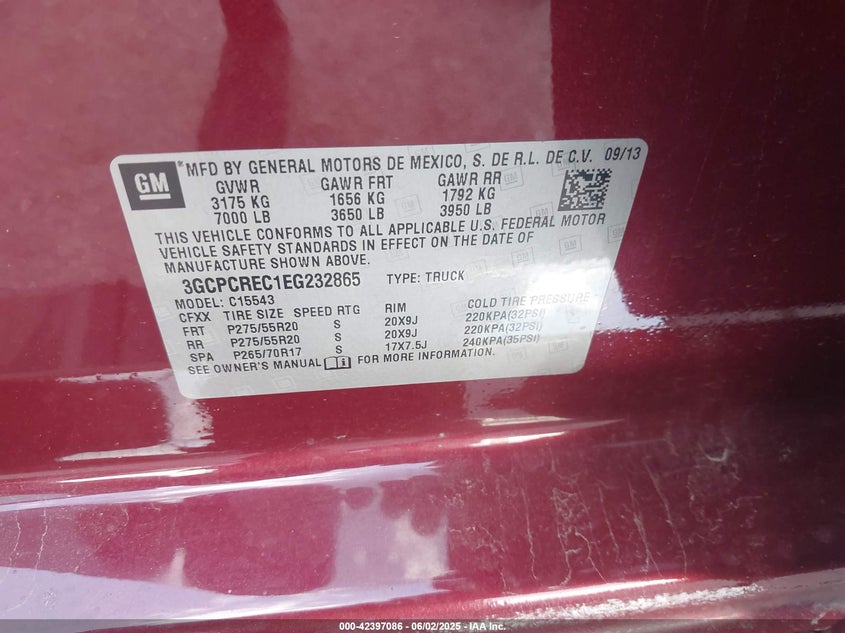 GM
*MFD BY GENERAL MOTORS DE MEXICO, S. DE R.L. DE C.V. 09/13
GVWR GAWR FRT GAWR RR
3175 KG 1656 KG 1792 KG
7000 LB 3650 LB 3950 LB
THIS VEHICLE CONFORMS TO ALL APPLICABLE U.S. FEDERAL MOTOR
VEHICLE SAFETY STANDARDS IN EFFECT ON THE DATE OF
MANUFACTURE SHOWN ABOVE.
3GCPCREC1EG232865 TYPE: TRUCK
MODEL: C15543
CFXX TIRE SIZE SPEED RTG RIM COLD TIRE PRESSURE
FRT P275/55R20 S 20X9J 220KPA(32PSI)
RR P275/55R20 S 20X9J 220KPA(32PSI)
SPA P265/70R17 S 17X7.5J 240KPA(35PSI)
SEE OWNER'S MANUAL FOR MORE INFORMATION.
000-42397086 - 06/02/2025 - IAA Inc.